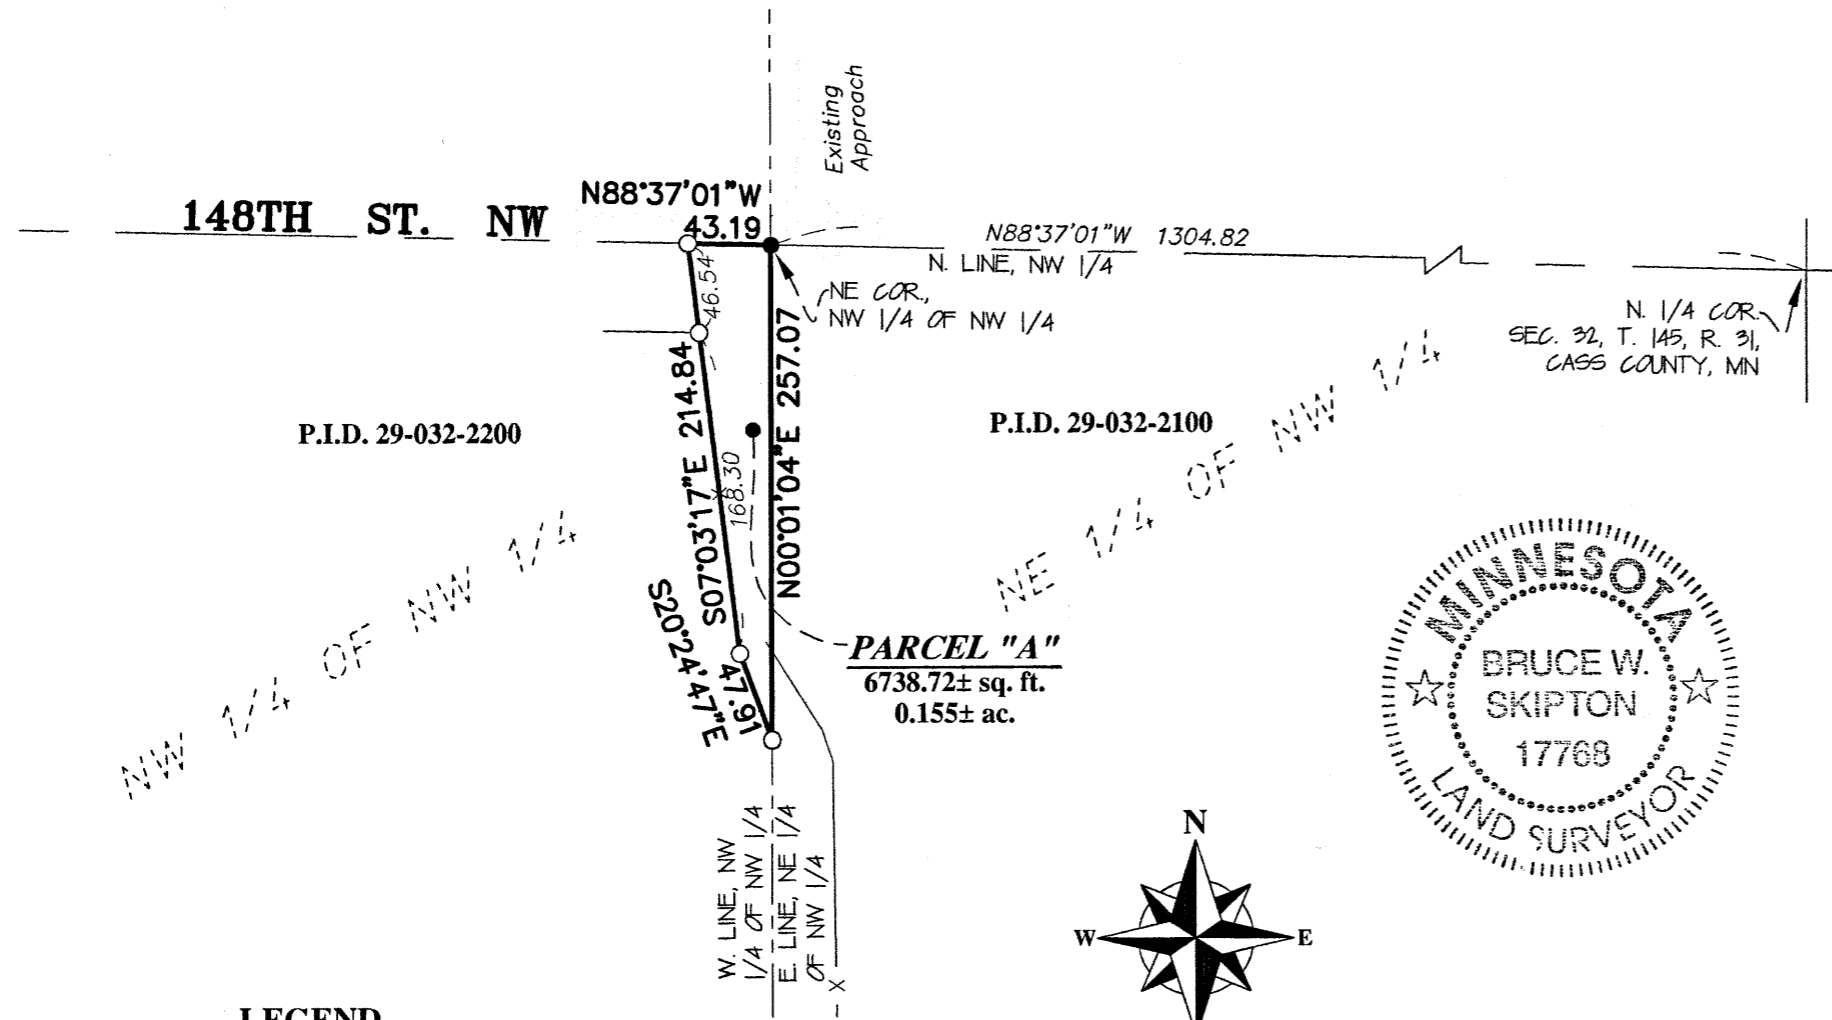 Existing
Approach
148TH ST. NW
N88°37'01"W
43.19
N88°37'01"W 1304.82
N. LINE, NW 1/4
NE COR.,
NW 1/4 OF NW 1/4
N. 1/4 COR.
SEC. 32, T. 145, R. 31,
CASS COUNTY, MN
46.54
S07°03'17"E 214.84
168.30
N00°01'04"E 257.07
P.I.D. 29-032-2200
P.I.D. 29-032-2100
NW 1/4 OF NW 1/4
NE 1/4 OF NW 1/4
S20°24'47"E
47.91
PARCEL "A"
6738.72± sq. ft.
0.155± ac.
MINNESOTA
BRUCE W.
SKIPTON
17768
LAND SURVEYOR
W. LINE, NW
1/4 OF NW 1/4
E. LINE, NE 1/4
OF NW 1/4
X
X
N
W
E
LEGEND